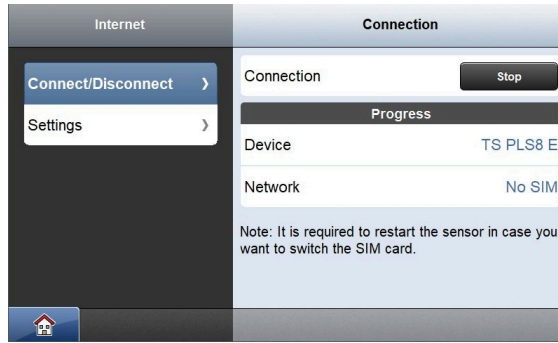 Internet
Connection
Connect/Disconnect
Settings
Connection
Stop
Progress
Device
TS PLS8 E
Network
No SIM
Note: It is required to restart the sensor in case you
want to switch the SIM card.